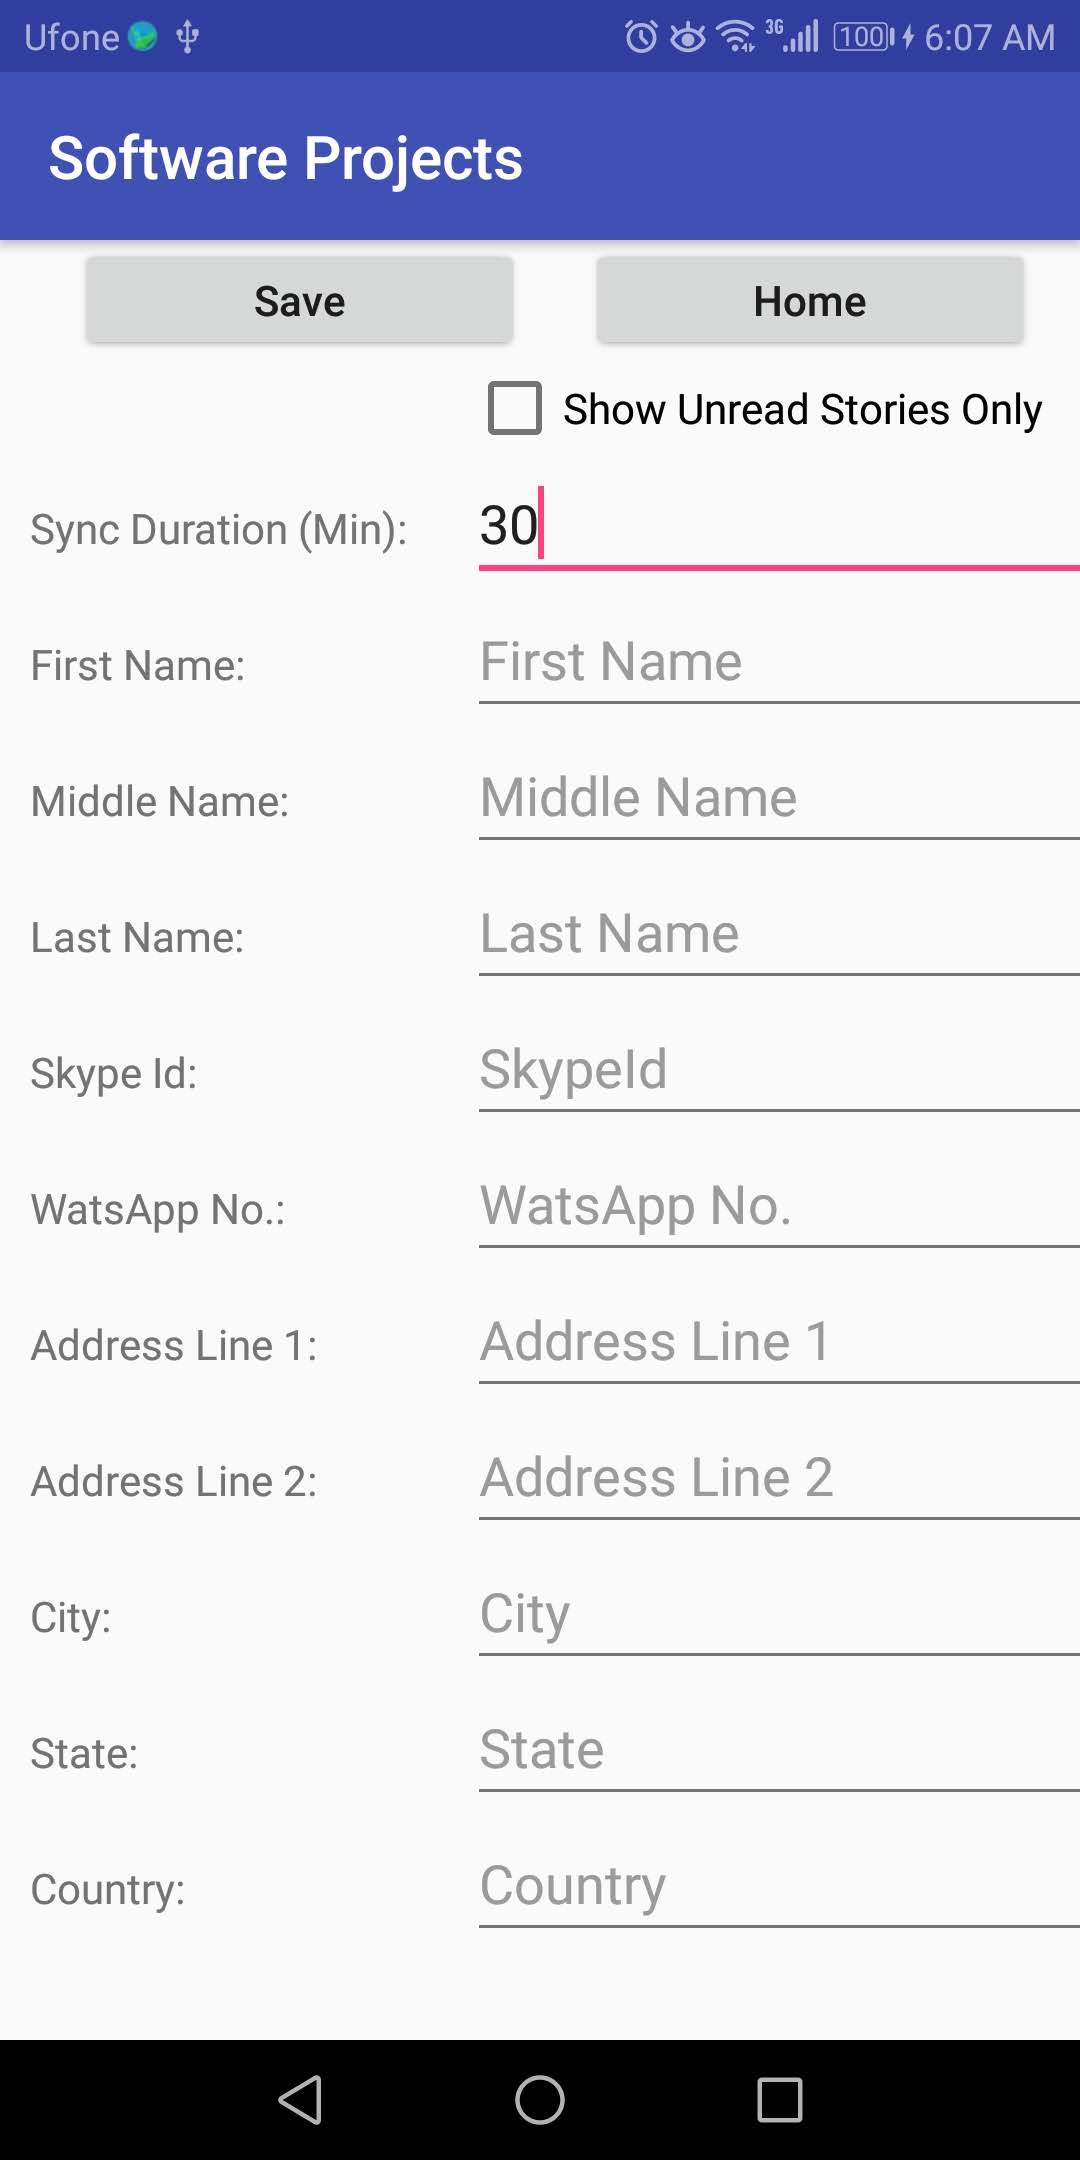 Ufone 3G 100 6:07 AM
Software Projects
Save Home
Show Unread Stories Only
Sync Duration (Min): 30
First Name: First Name
Middle Name: Middle Name
Last Name: Last Name
Skype Id: SkypeId
WatsApp No.: WatsApp No.
Address Line 1: Address Line 1
Address Line 2: Address Line 2
City: City
State: State
Country: Country